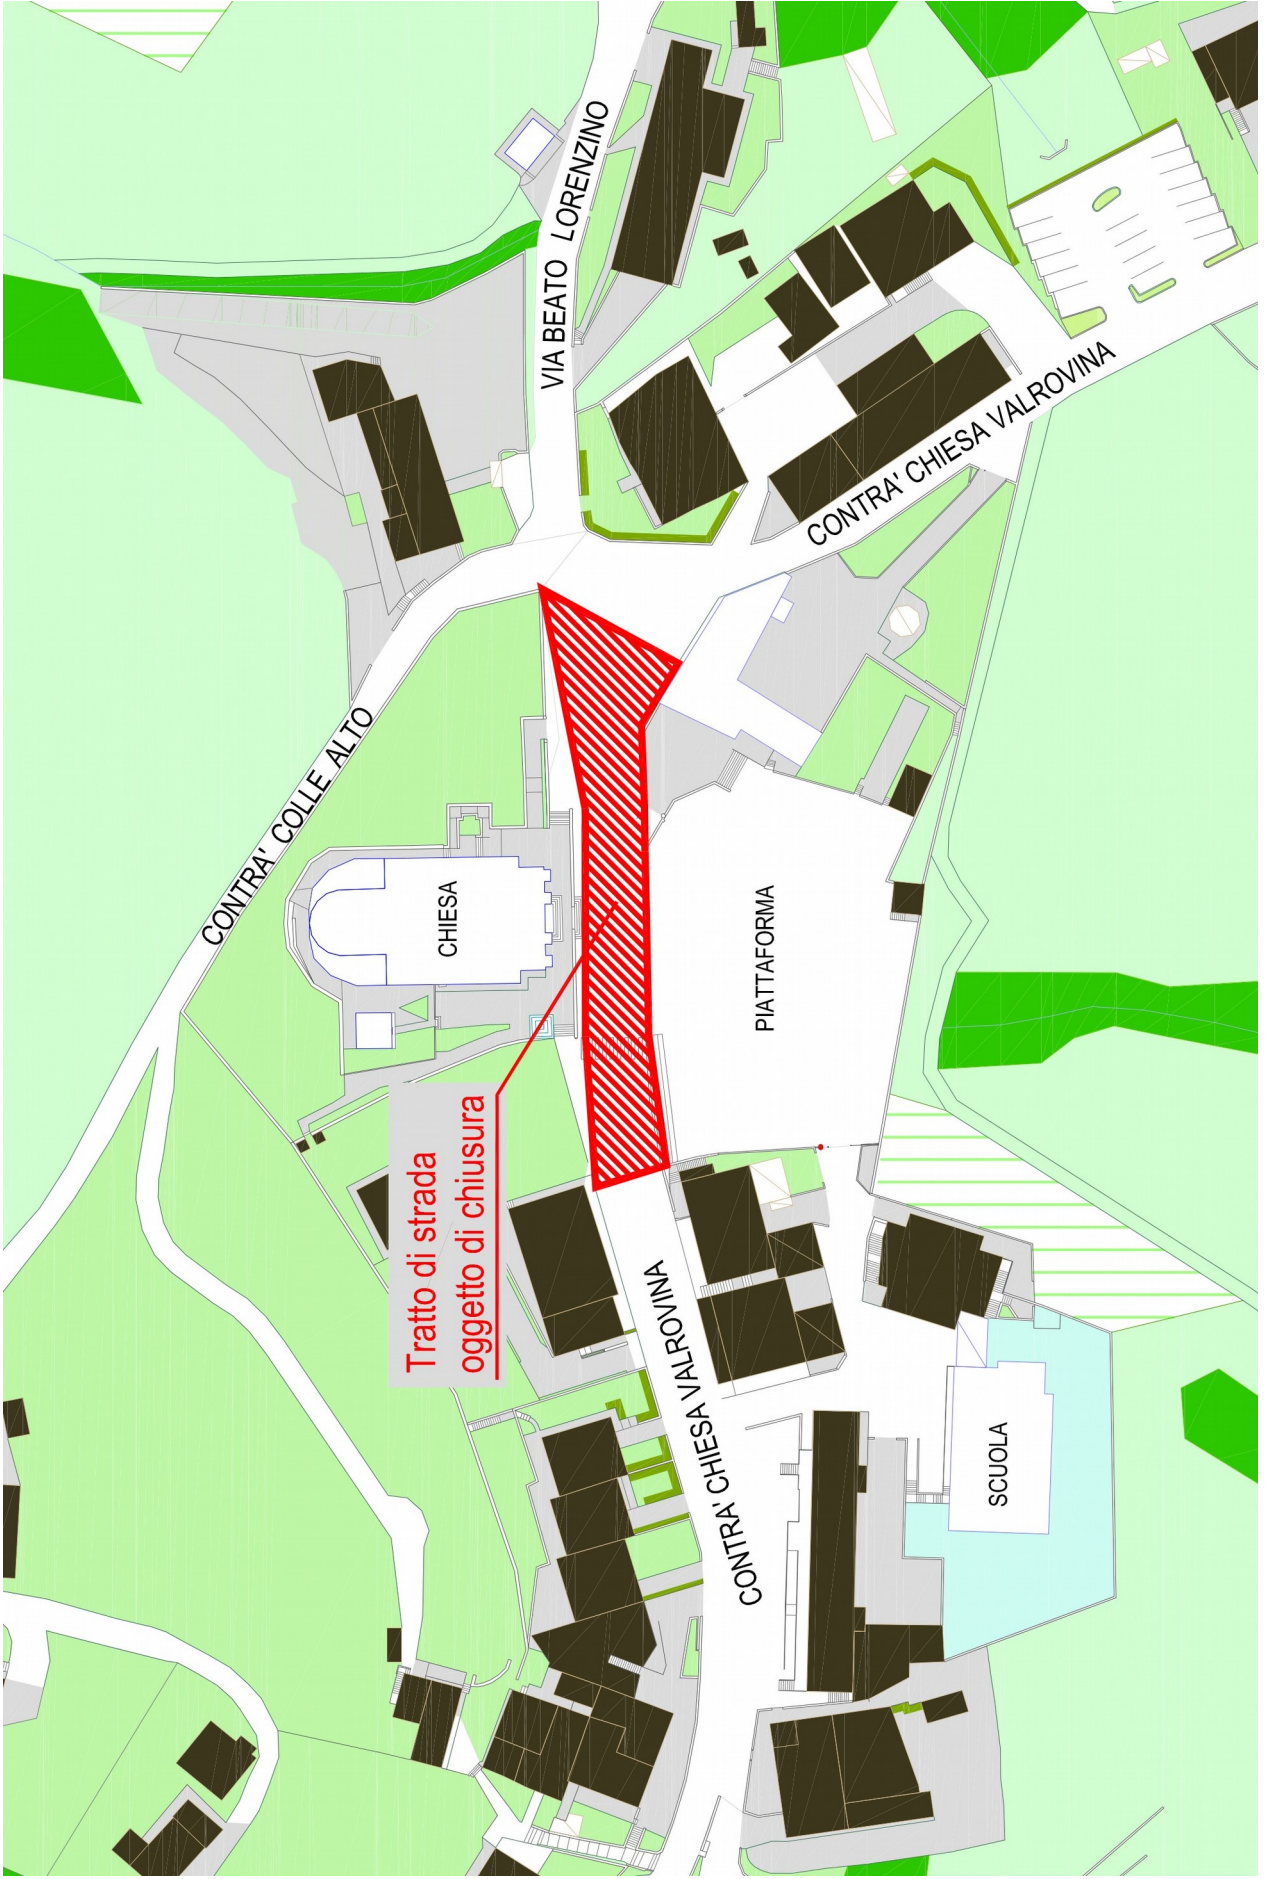 VIA BEATO LORENZINO
CONTRA' CHIESA VALROVINA
CONTRA' COLLE ALTO
CHIESA
PIATTAFORMA
Tratto di strada
oggetto di chiusura
CONTRA' CHIESA VALROVINA
SCUOLA